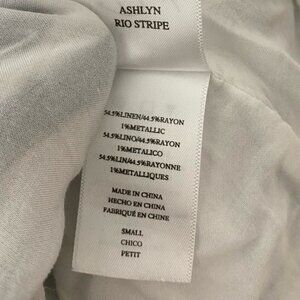 ASHLYN
RIO STRIPE
54.5%LINEN/44.5%RAYON
1%METALLIC
54.5%LINO/44.5%RAYON
1%METALICO
54.5%LIN/44.5%RAYONNE
1%METALLIQUES
MADE IN CHINA
HECHO EN CHINA
FABRIQUÉ EN CHINE
SMALL
CHICO
PETIT